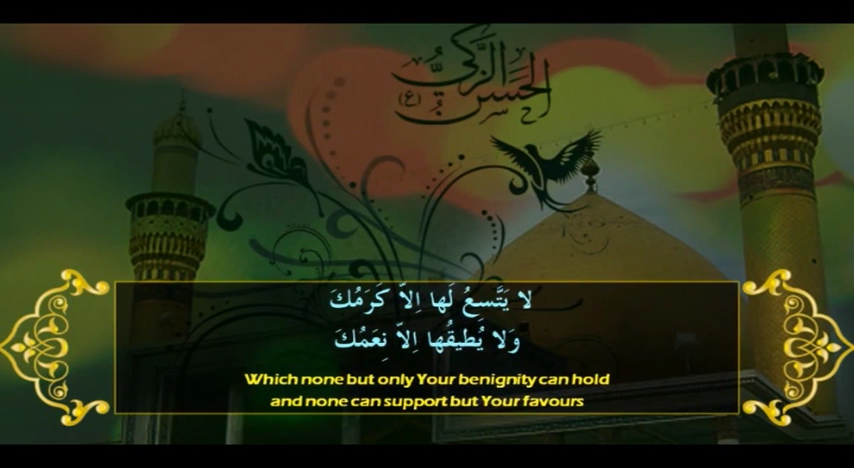 الحسن الزكي
(ع)
لا يَتَّسِعُ لَها اِلاّ كَرَمُكَ
وَلا يُطيقُها اِلاّ نِعَمُكَ
Which none but only Your benignity can hold
and none can support but Your favours